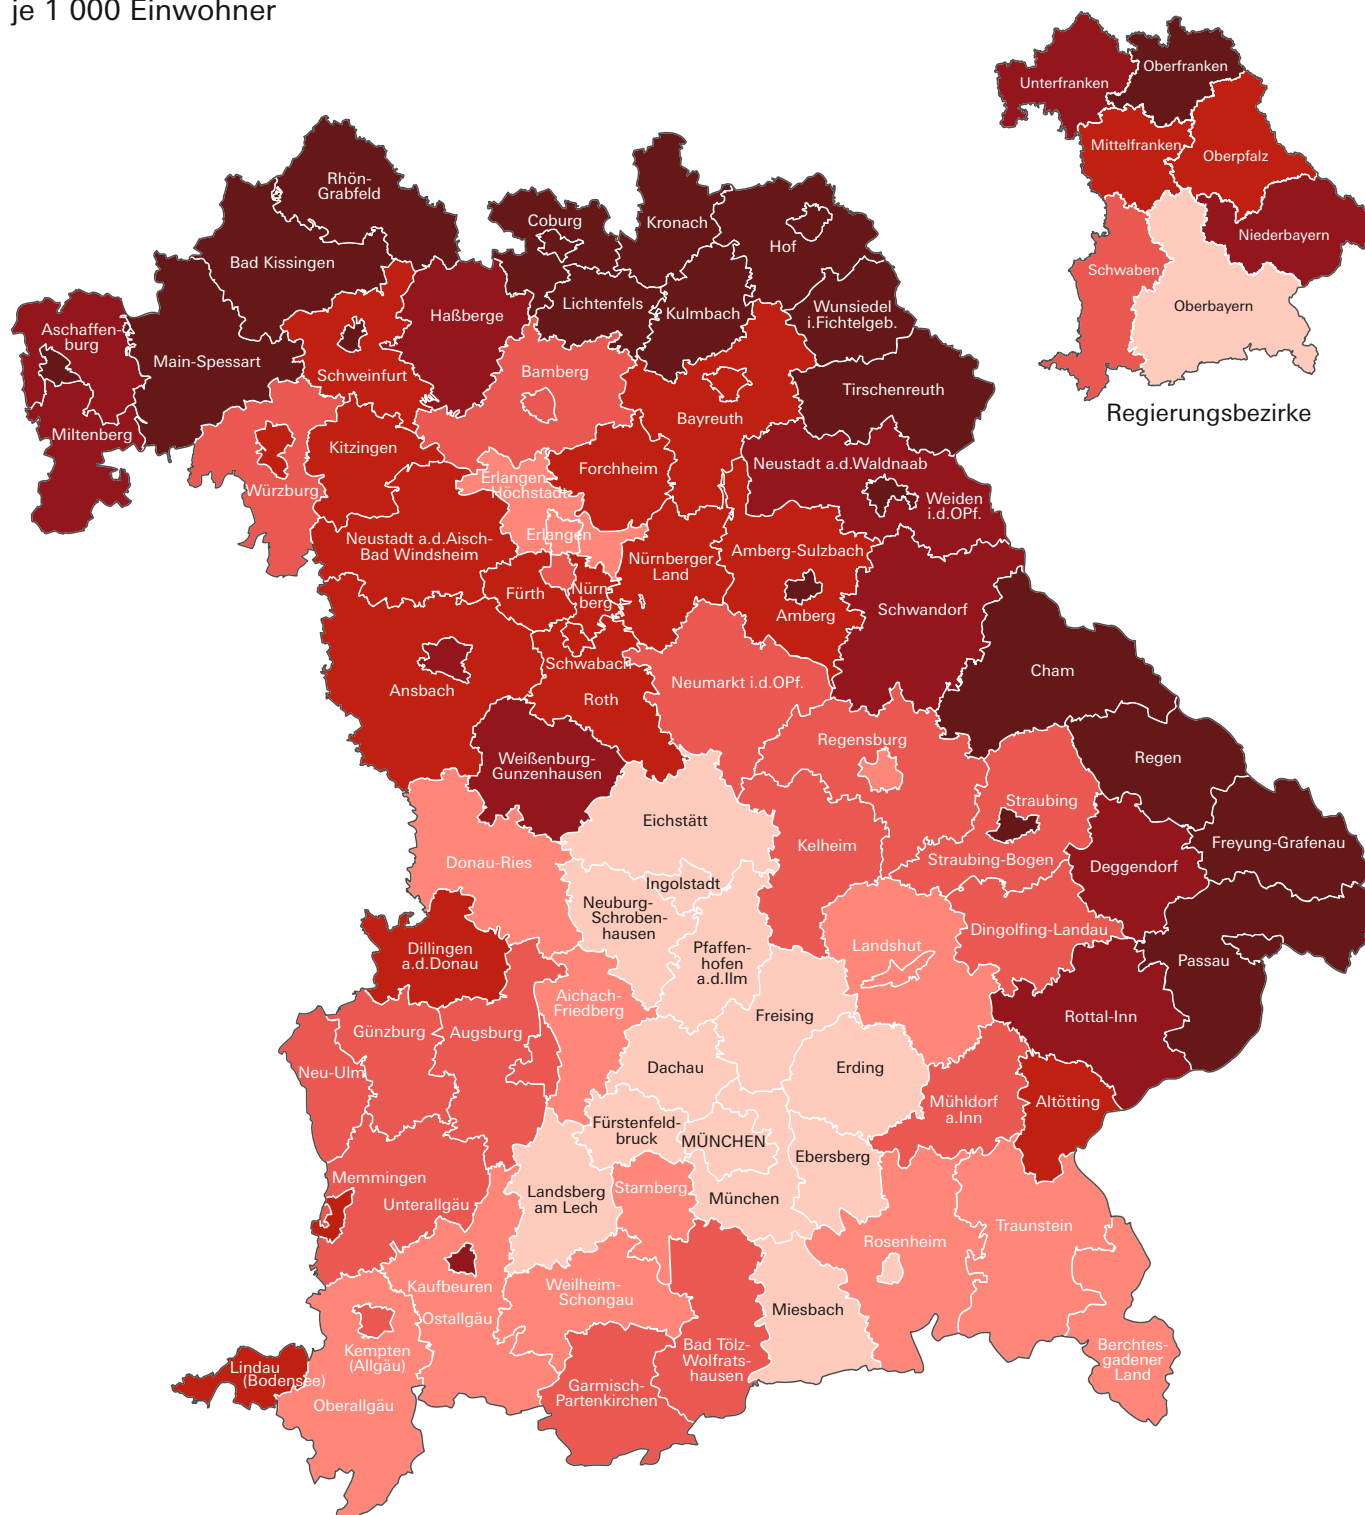 je 1 000 Einwohner
Oberfranken
Unterfranken
Mittelfranken
Oberpfalz
Niederbayern
Schwaben
Oberbayern
Regierungsbezirke
Rhön-
Grabfeld
Coburg
Kronach
Hof
Bad Kissingen
Lichtenfels
Kulmbach
Wunsiedel
i.Fichtelgeb.
Haßberge
Aschaffen-
burg
Main-Spessart
Schweinfurt
Bamberg
Tirschenreuth
Bayreuth
Miltenberg
Kitzingen
Forchheim
Neustadt a.d.Waldnaab
Würzburg
Erlangen-
Höchstadt
Weiden
i.d.OPf.
Erlangen
Neustadt a.d.Aisch-
Bad Windsheim
Nürnberger
Land
Amberg-Sulzbach
Fürth
Nürn-
berg
Amberg
Schwandorf
Schwabach
Cham
Ansbach
Roth
Neumarkt i.d.OPf.
Regensburg
Weißenburg-
Gunzenhausen
Regen
Straubing
Eichstätt
Kelheim
Freyung-Grafenau
Donau-Ries
Straubing-Bogen
Deggendorf
Ingolstadt
Neuburg-
Schroben-
hausen
Dingolfing-Landau
Dillingen
a.d.Donau
Pfaffen-
hofen
a.d.Ilm
Landshut
Passau
Aichach-
Friedberg
Freising
Rottal-Inn
Günzburg
Augsburg
Neu-Ulm
Dachau
Erding
Mühldorf
a.Inn
Altötting
Fürstenfeld-
bruck
MÜNCHEN
Ebersberg
Memmingen
Unterallgäu
Landsberg
am Lech
Starnberg
München
Traunstein
Rosenheim
Kaufbeuren
Weilheim-
Schongau
Miesbach
Ostallgäu
Kempten
(Allgäu)
Bad Tölz-
Wolfrats-
hausen
Berchtes-
gadener
Land
Lindau
(Bodensee)
Garmisch-
Partenkirchen
Oberallgäu